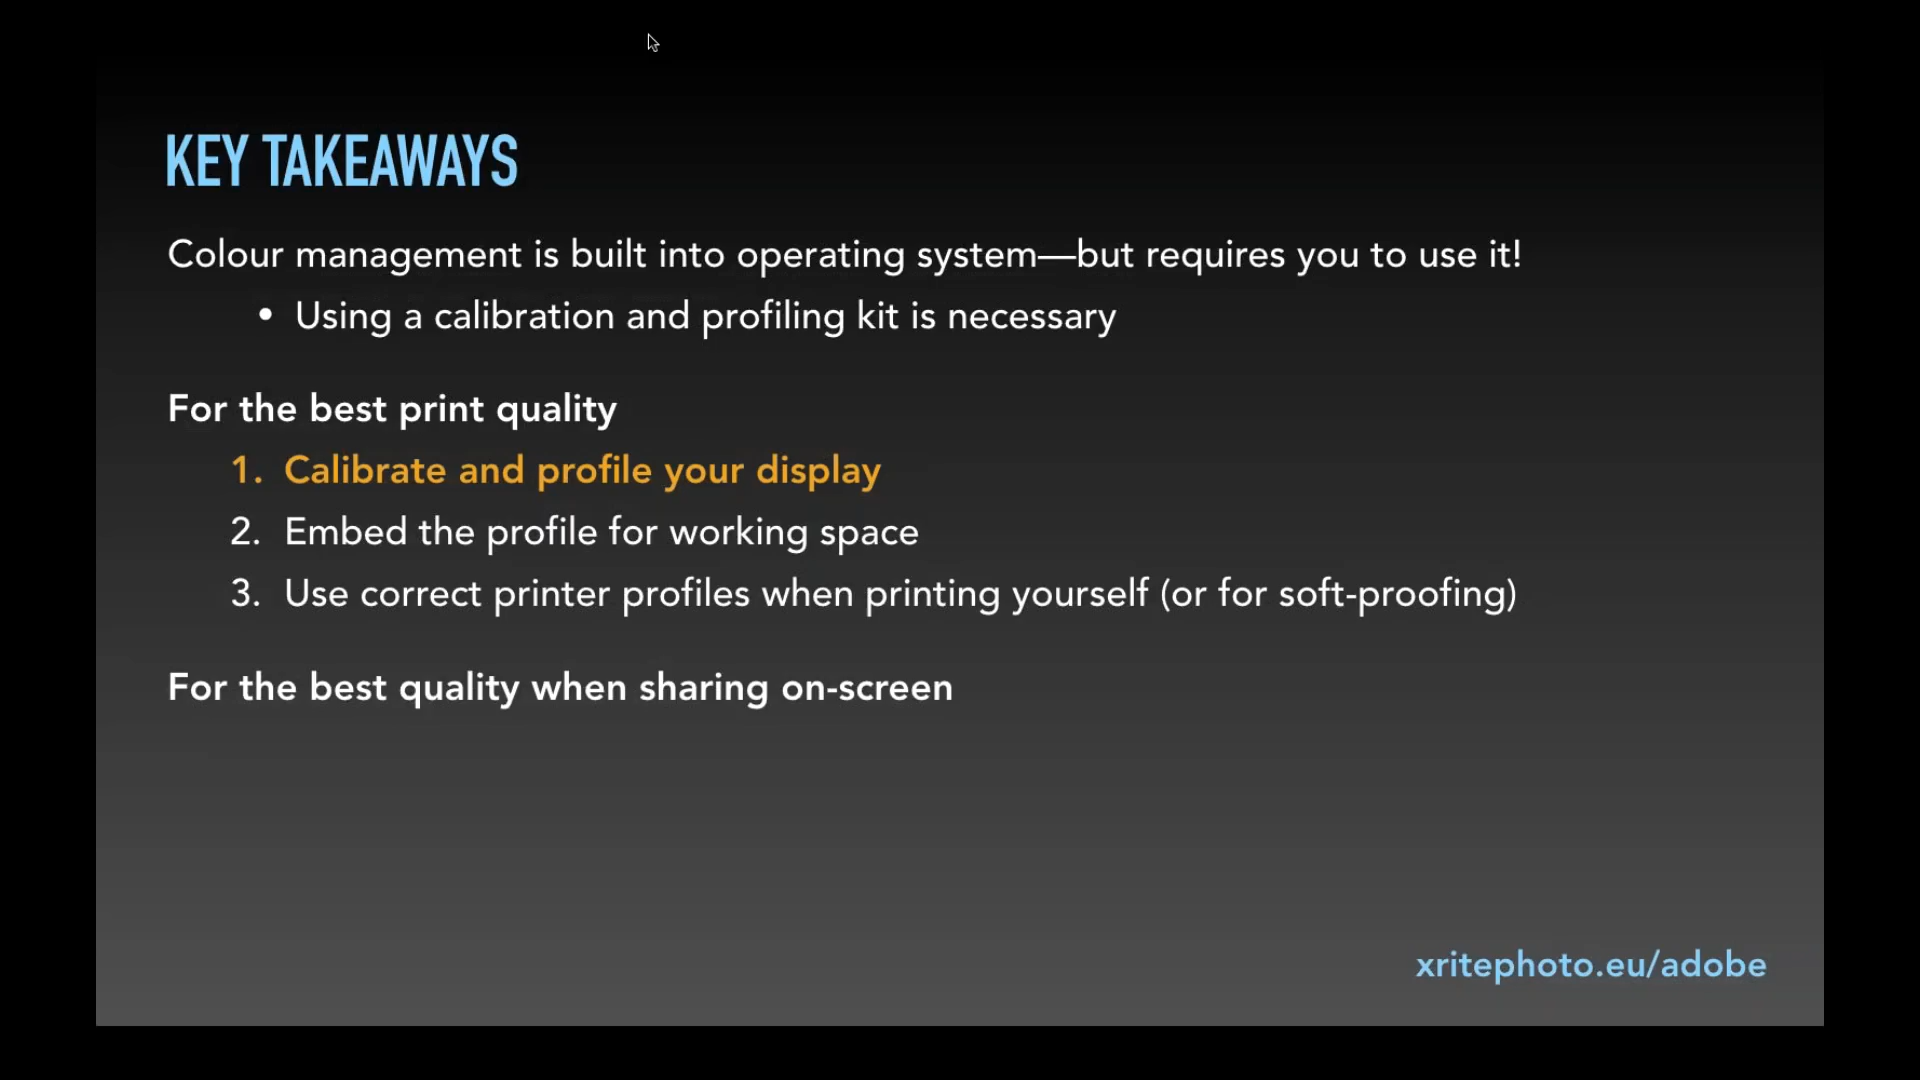 KEY TAKEAWAYS
Colour management is built into operating system—but requires you to use it!
• Using a calibration and profiling kit is necessary
For the best print quality
1. Calibrate and profile your display
2. Embed the profile for working space
3. Use correct printer profiles when printing yourself (or for soft-proofing)
For the best quality when sharing on-screen
xritephoto.eu/adobe